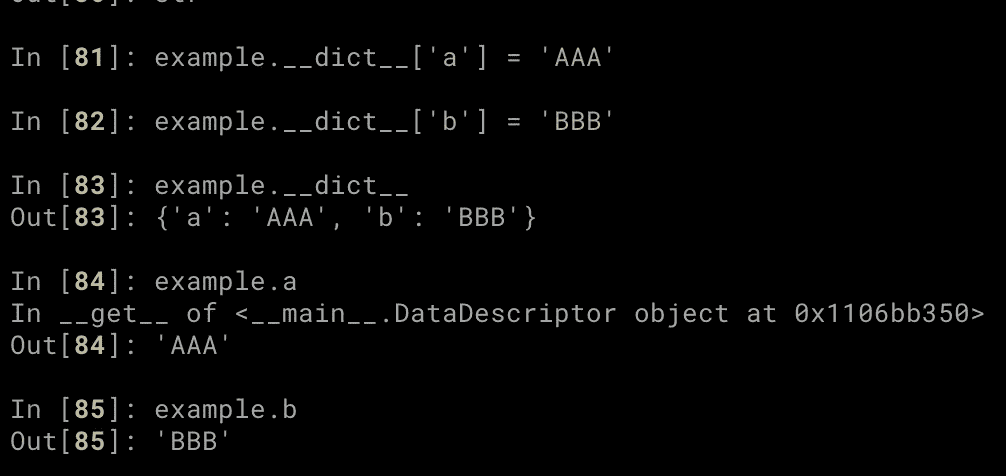 In [81]: example.__dict__['a'] = 'AAA'
In [82]: example.__dict__['b'] = 'BBB'
In [83]: example.__dict__
Out[83]: {'a': 'AAA', 'b': 'BBB'}
In [84]: example.a
In __get__ of <__main__.DataDescriptor object at 0x1106bb350>
Out[84]: 'AAA'
In [85]: example.b
Out[85]: 'BBB'